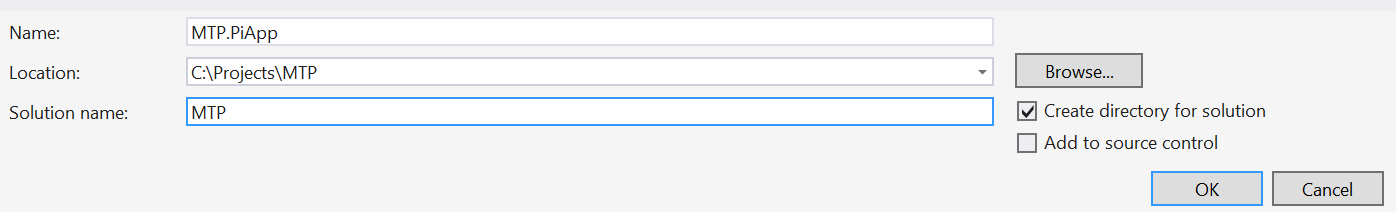 Name: MTP.PiApp
Location: C:\Projects\MTP Browse...
Solution name: MTP Create directory for solution
Add to source control
OK Cancel